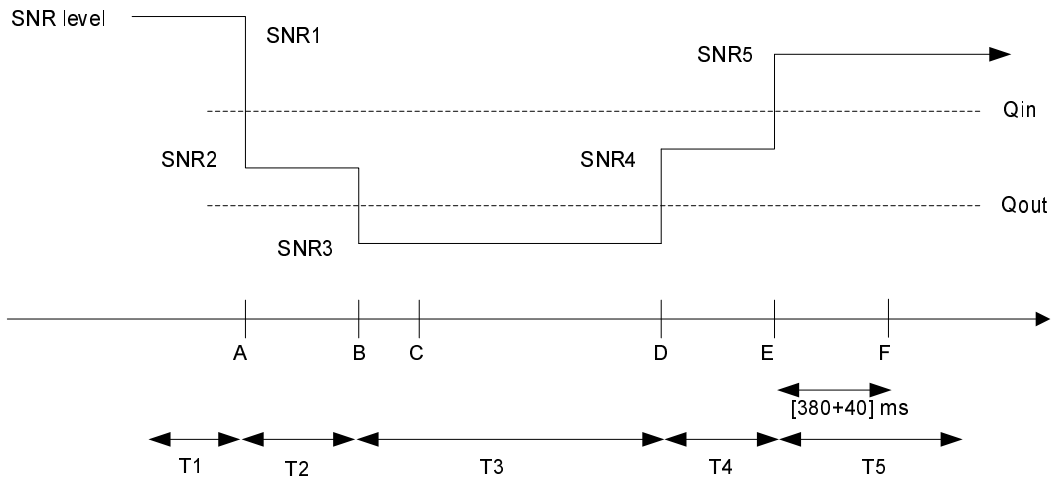 SNR level
SNR1
SNR5
Qin
SNR2
SNR4
Qout
SNR3
A B C D E F
[380+40] ms
T1 T2 T3 T4 T5